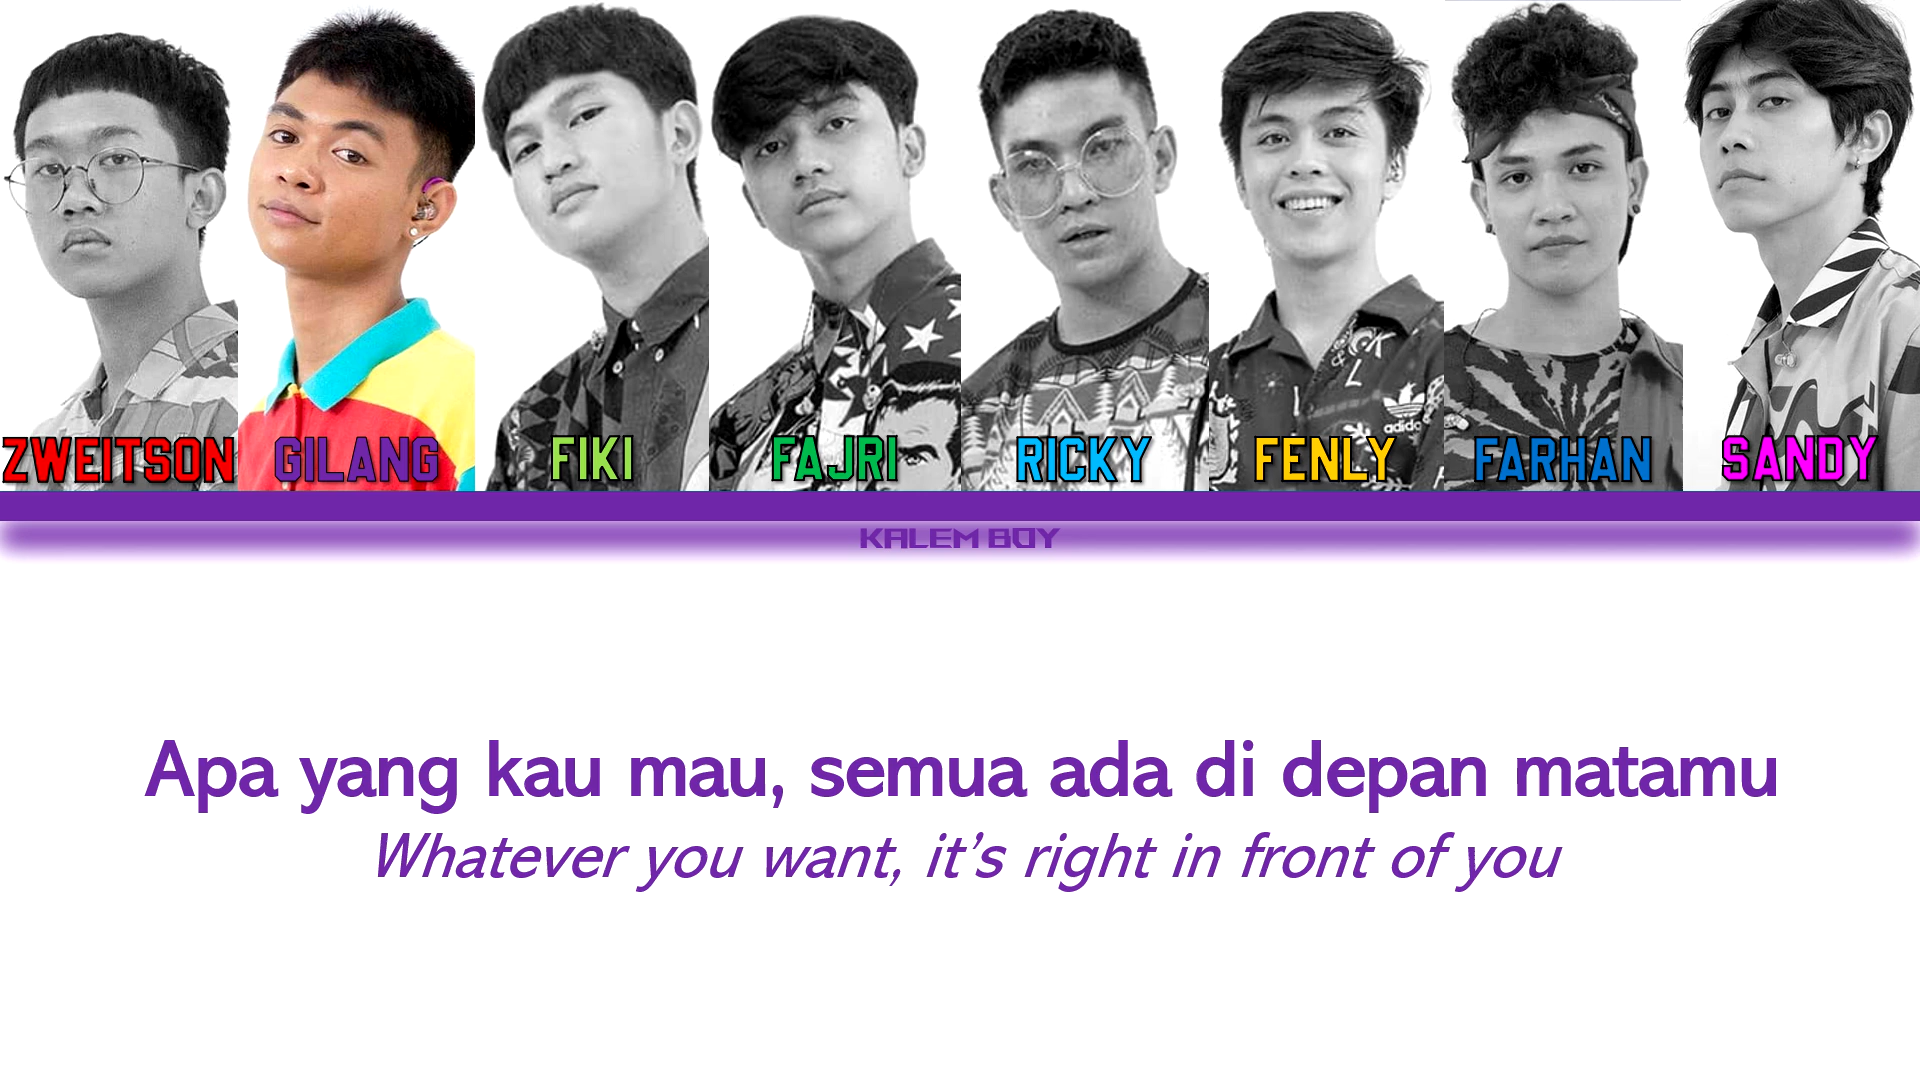 ZWEITSON GILANG FIKI FAJRI RICKY FENLY FARHAN SANDY
adidas
KALEM BOY
Apa yang kau mau, semua ada di depan matamu
Whatever you want, it's right in front of you